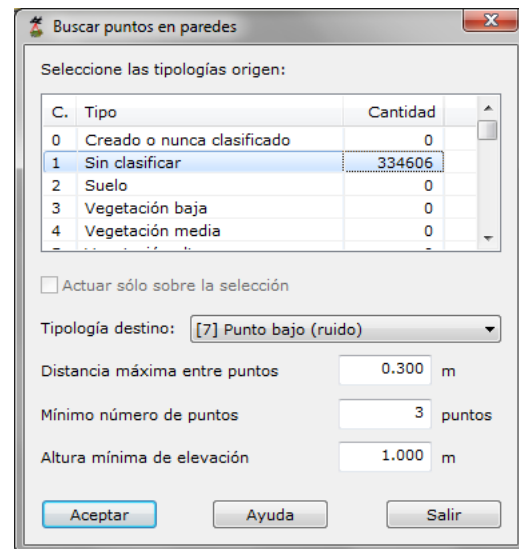 Buscar puntos en paredes
Seleccione las tipologías origen:
C. Tipo Cantidad
0 Creado o nunca clasificado 0
1 Sin clasificar 334606
2 Suelo 0
3 Vegetación baja 0
4 Vegetación media 0
Actuar sólo sobre la selección
Tipología destino: [7] Punto bajo (ruido)
Distancia máxima entre puntos 0.300 m
Mínimo número de puntos 3 puntos
Altura mínima de elevación 1.000 m
Aceptar Ayuda Salir